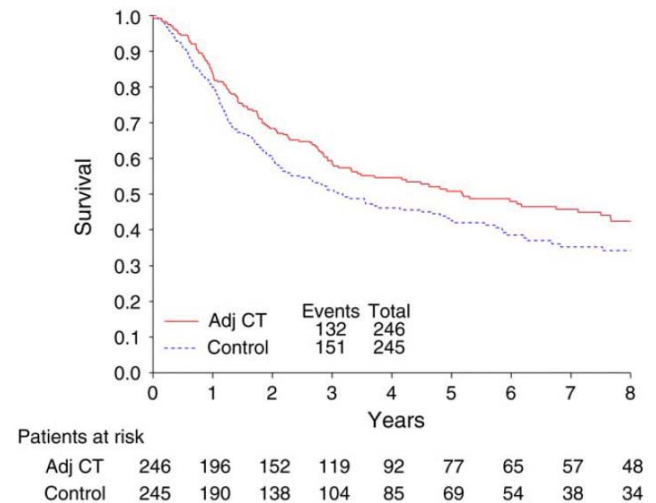 1.0
0.9
0.8
0.7
0.6
0.5
0.4
0.3
0.2
0.1
0.0
Survival
Events Total
Adj CT 132 246
Control 151 245
0 1 2 3 4 5 6 7 8
Years
Patients at risk
Adj CT 246 196 152 119 92 77 65 57 48
Control 245 190 138 104 85 69 54 38 34